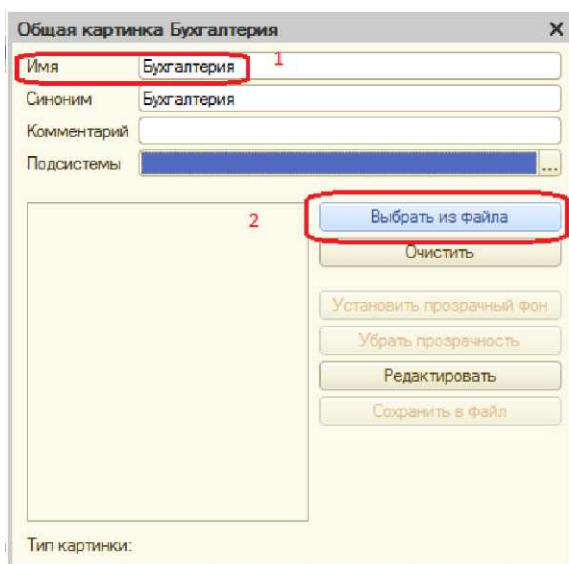 Общая картинка Бухгалтерия
Имя Бухгалтерия 1
Синоним Бухгалтерия
Комментарий
Подсистемы ...
2 Выбрать из файла
Очистить
Установить прозрачный фон
Убрать прозрачность
Редактировать
Сохранить в файл
Тип картинки: